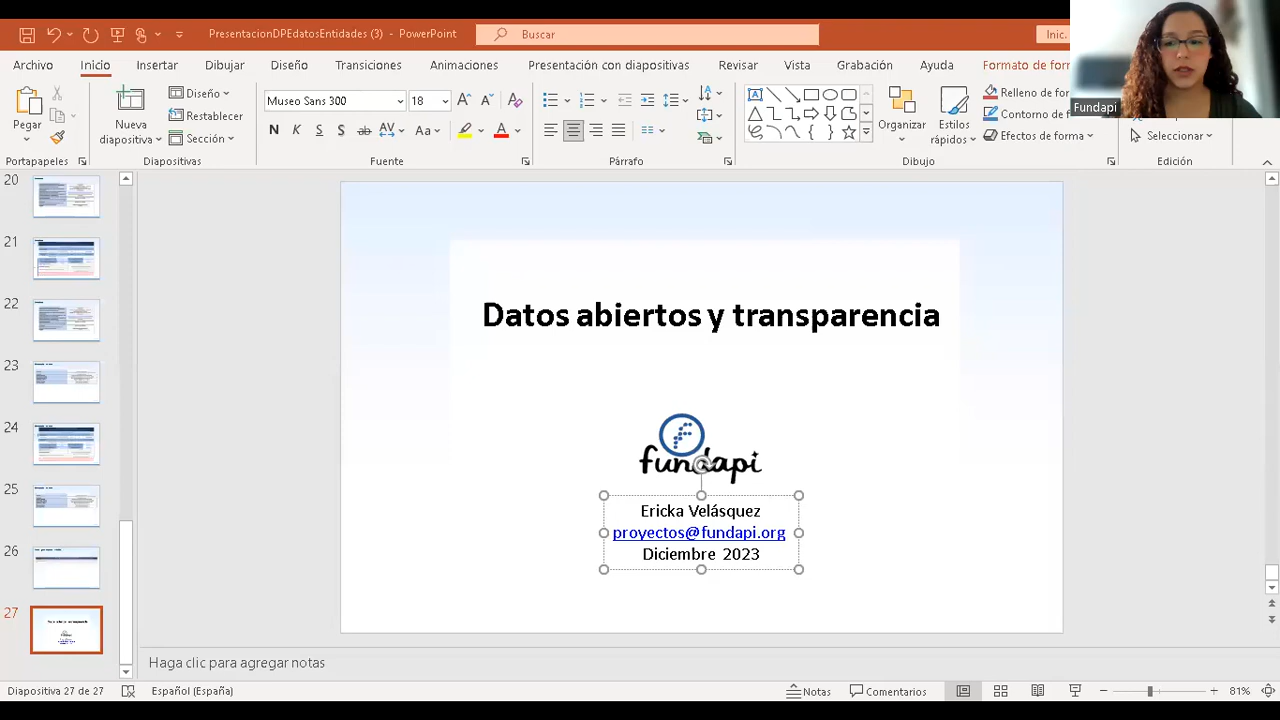 PresentacionDPEdatosEntidades (3) - PowerPoint
Buscar
Inic.
Archivo
Inicio
Insertar
Dibujar
Diseño
Transiciones
Animaciones
Presentación con diapositivas
Revisar
Vista
Grabación
Ayuda
Formato de for
Fundapi
Pegar
Nueva
diapositiva
Diseño
Restablecer
Sección
Museo Sans 300
18
N K S S ab AV Aa
A
Organizar
Estilos
rápidos
Relleno de
Contorno de f
Efectos de forma
Seleccionar
Portapapeles
Diapositivas
Fuente
Párrafo
Dibujo
Edición
20
21
22
23
24
25
26
27
Datos abiertos y transparencia
fundapi
Ericka Velásquez
proyectos@fundapi.org
Diciembre 2023
Haga clic para agregar notas
Diapositiva 27 de 27
Español (España)
Notas
Comentarios
81%